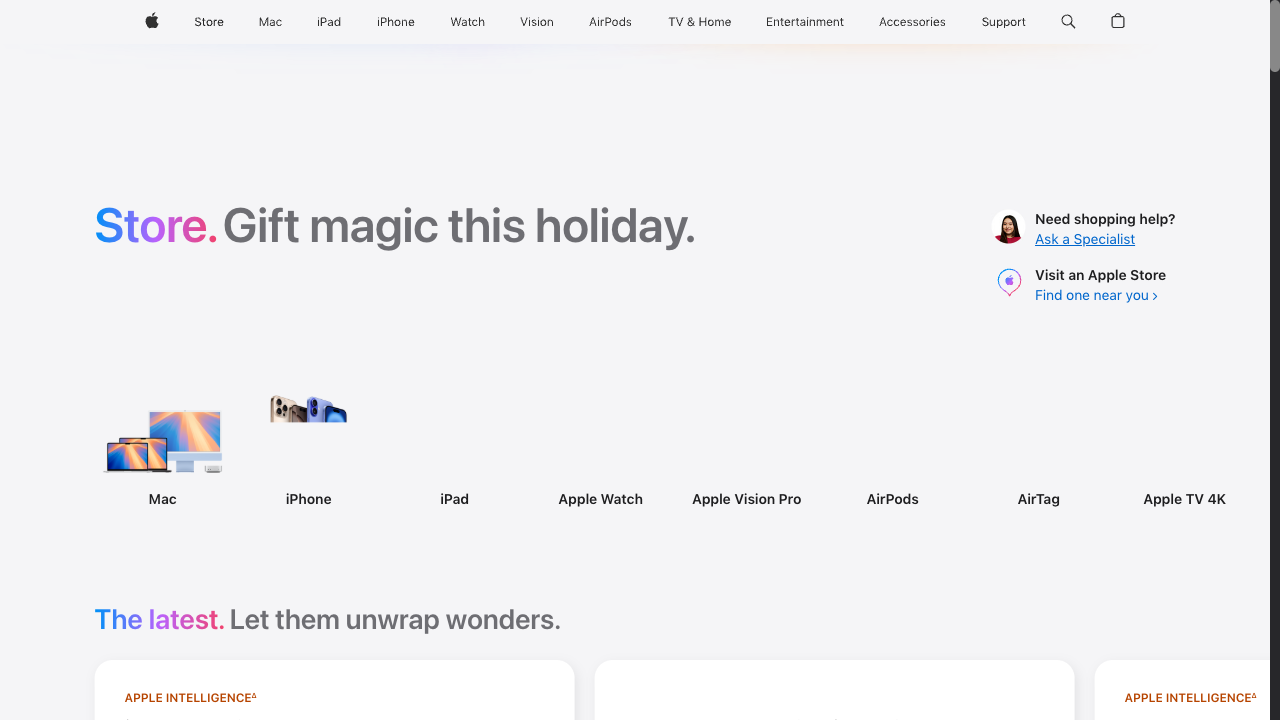 Store Mac iPad iPhone Watch Vision AirPods TV & Home Entertainment Accessories Support
Store. Gift magic this holiday.
Need shopping help?
Ask a Specialist
Visit an Apple Store
Find one near you >
Mac iPhone iPad Apple Watch Apple Vision Pro AirPods AirTag Apple TV 4K
The latest. Let them unwrap wonders.
APPLE INTELLIGENCE∆ APPLE INTELLIGENCE∆